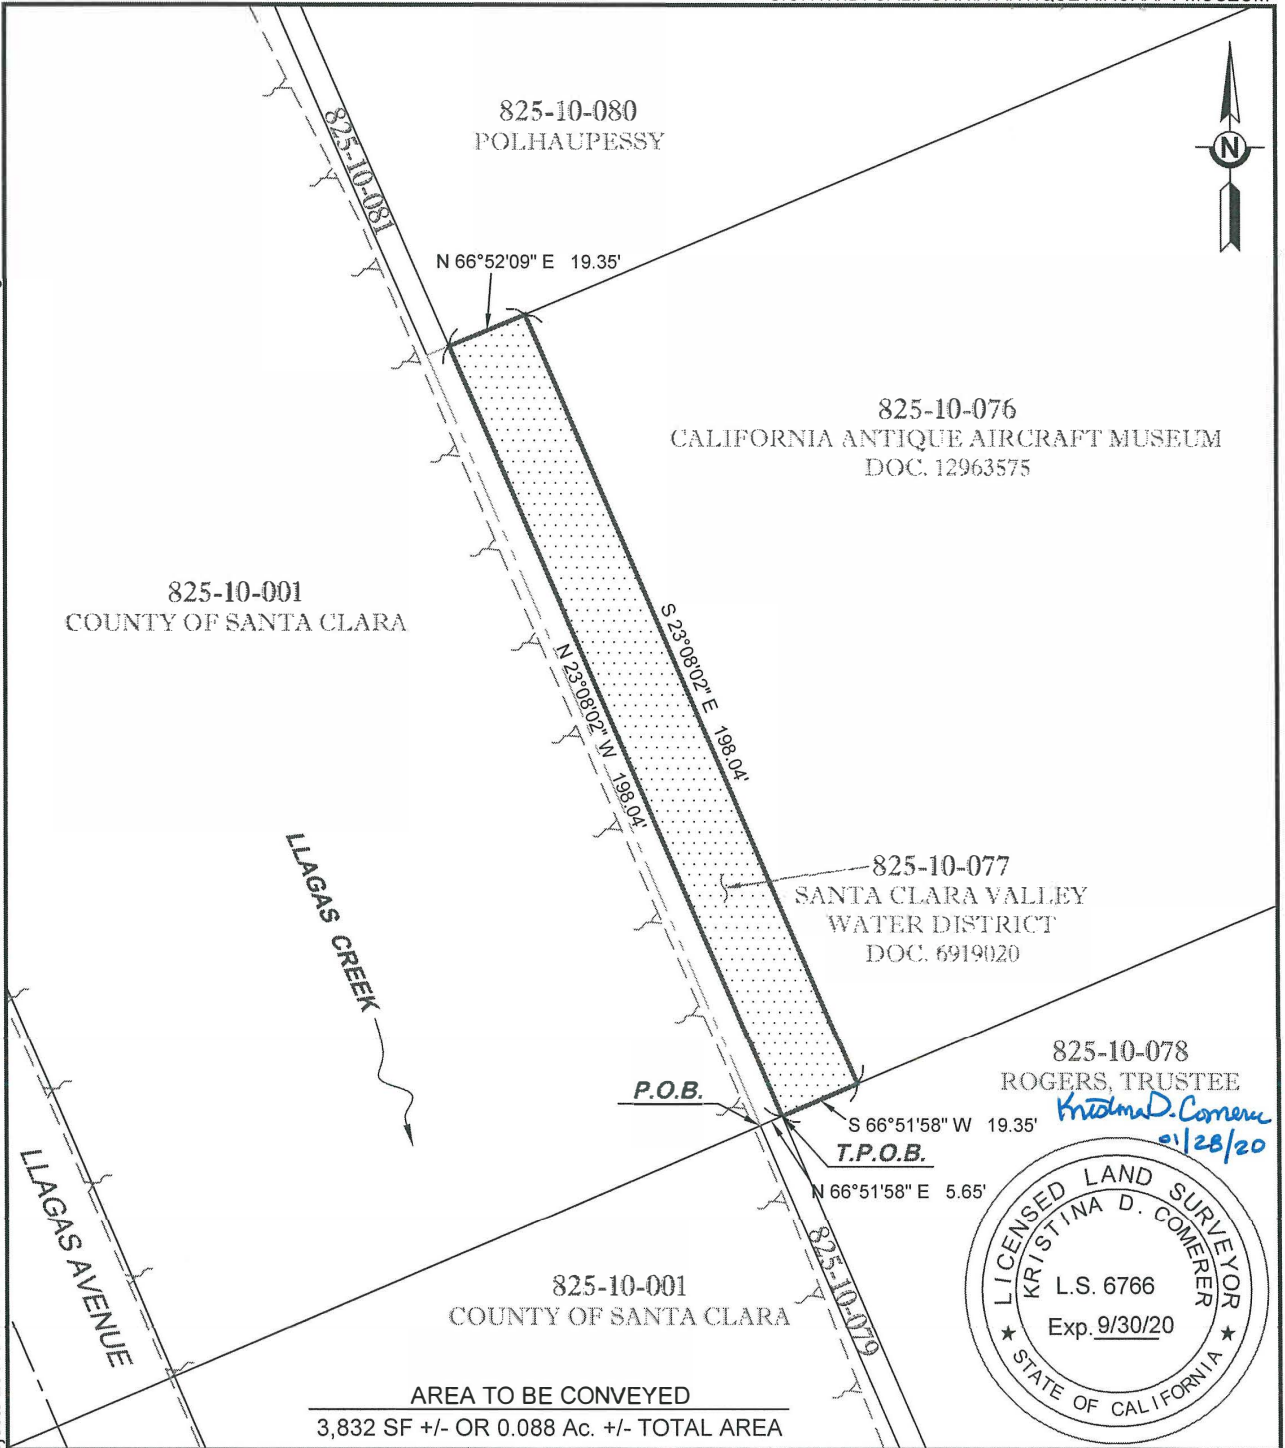 825-10-080
POLHAUPESSY
825-10-081
N
N 66°52'09" E 19.35'
825-10-076
CALIFORNIA ANTIQUE AIRCRAFT MUSEUM
DOC. 12963575
825-10-001
COUNTY OF SANTA CLARA
S 23°08'02" E 198.04'
N 23°08'02" W 198.04'
LLAGAS CREEK
825-10-077
SANTA CLARA VALLEY
WATER DISTRICT
DOC. 6919020
825-10-078
ROGERS, TRUSTEE
Kristina D. Comerer
01/28/20
P.O.B.
S 66°51'58" W 19.35'
T.P.O.B.
N 66°51'58" E 5.65'
LLAGAS AVENUE
825-10-079
825-10-001
COUNTY OF SANTA CLARA
LICENSED LAND SURVEYOR
KRISTINA D. COMERER
L.S. 6766
Exp. 9/30/20
STATE OF CALIFORNIA
AREA TO BE CONVEYED
3,832 SF +/- OR 0.088 Ac. +/- TOTAL AREA